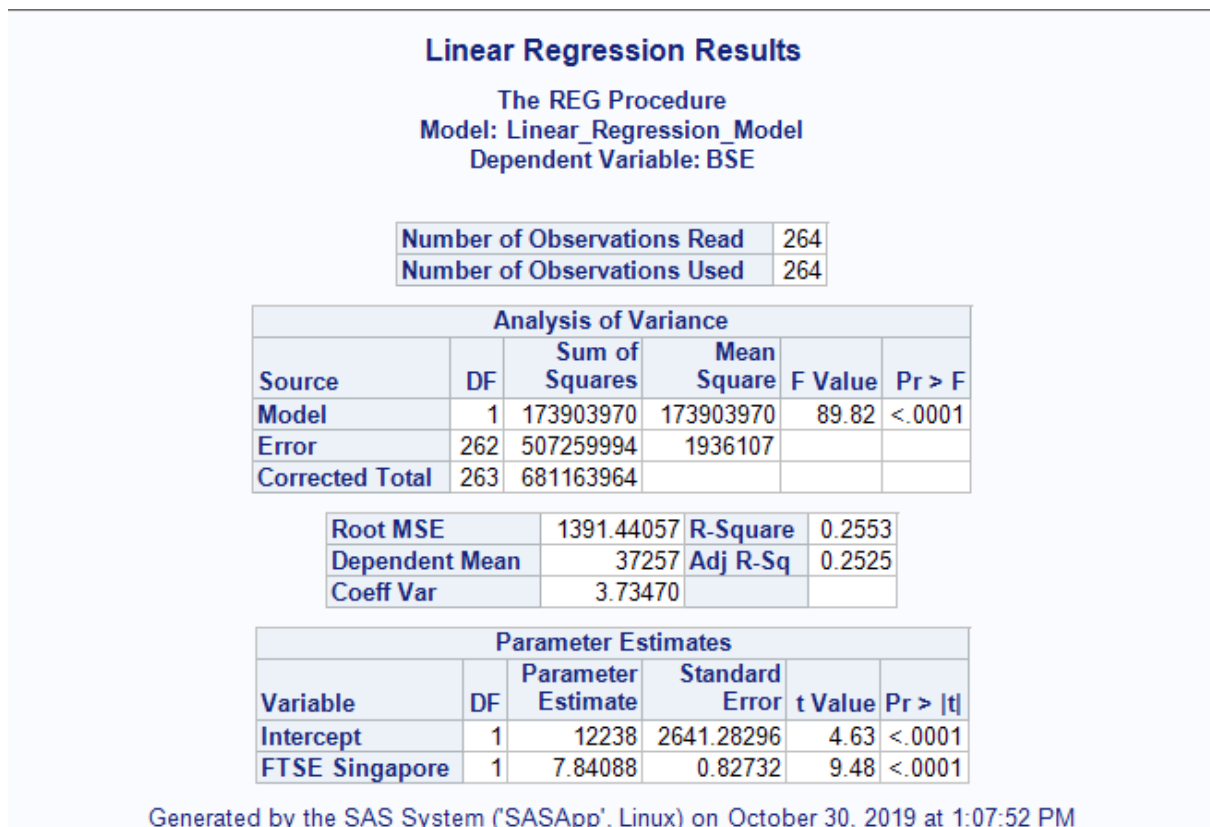 Linear Regression Results
The REG Procedure
Model: Linear_Regression_Model
Dependent Variable: BSE
Number of Observations Read 264
Number of Observations Used 264
Analysis of Variance
Source DF Sum of Squares Mean Square F Value Pr > F
Model 1 173903970 173903970 89.82 <.0001
Error 262 507259994 1936107
Corrected Total 263 681163964
Root MSE 1391.44057 R-Square 0.2553
Dependent Mean 37257 Adj R-Sq 0.2525
Coeff Var 3.73470
Parameter Estimates
Variable DF Parameter Estimate Standard Error t Value Pr > |t|
Intercept 1 12238 2641.28296 4.63 <.0001
FTSE Singapore 1 7.84088 0.82732 9.48 <.0001
Generated by the SAS System ('SASApp', Linux) on October 30, 2019 at 1:07:52 PM